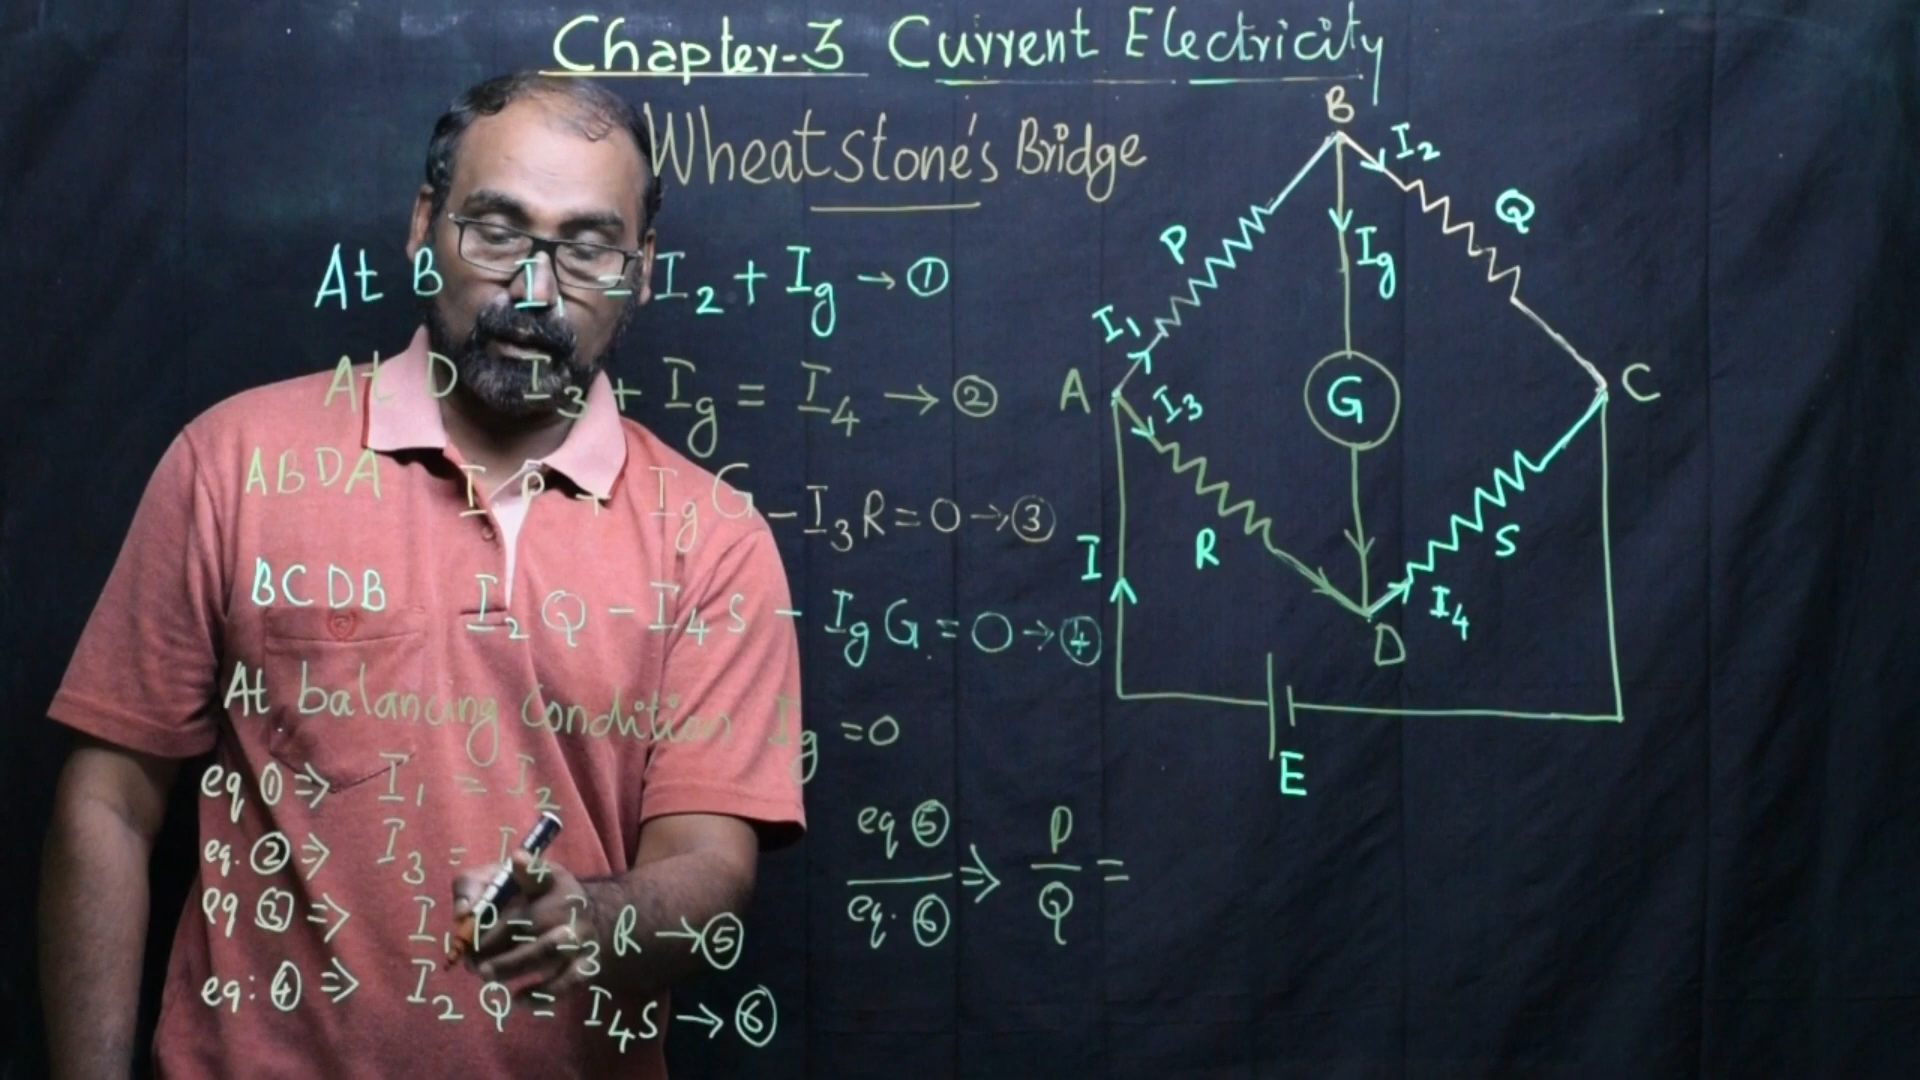 Chapter-3 Current Electricity
Wheatstone's Bridge
At B I₁ = I₂ + Ig → ①
At D I₃ + Ig = I₄ → ②
ABDA I₁P + IgG - I₃R = 0 → ③
BCDB I₂Q - I₄S - IgG = 0 → ④
At balancing condition Ig = 0
eq ① ⇒ I₁ = I₂
eq. ② ⇒ I₃ = I₄
eq ③ ⇒ I₁P = I₃R → ⑤
eq: ④ ⇒ I₂Q = I₄S → ⑥
eq ⑤ / eq. ⑥ ⇒ P / Q =
B
I₂
Q
P
Ig
I₁
A
I₃
G
C
R
S
I
I₄
D
E